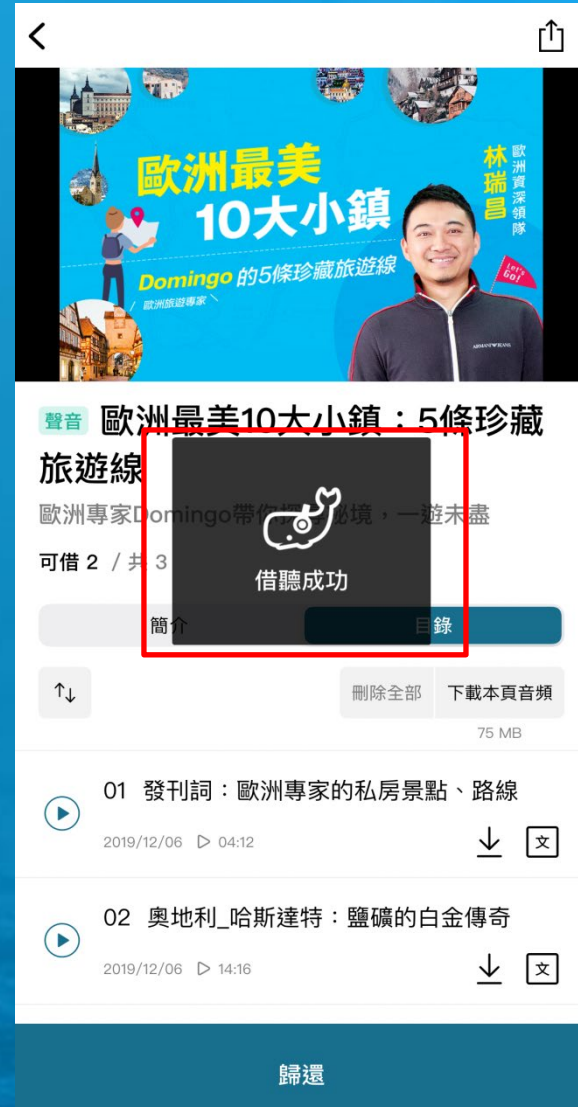 歐洲最美
10大小鎮
Domingo 的5條珍藏旅遊線
歐洲旅遊專家
林瑞昌
歐洲資深領隊
Let's GO!
ARMANI JEANS
聲音 歐洲最美10大小鎮：5條珍藏
旅遊線
歐洲專家Domingo帶你探尋秘境，一遊未盡
可借 2 / 共 3
借聽成功
簡介
目錄
刪除全部
下載本頁音頻
75 MB
01 發刊詞：歐洲專家的私房景點、路線
2019/12/06 04:12
文
02 奧地利_哈斯達特：鹽礦的白金傳奇
2019/12/06 14:16
文
歸還